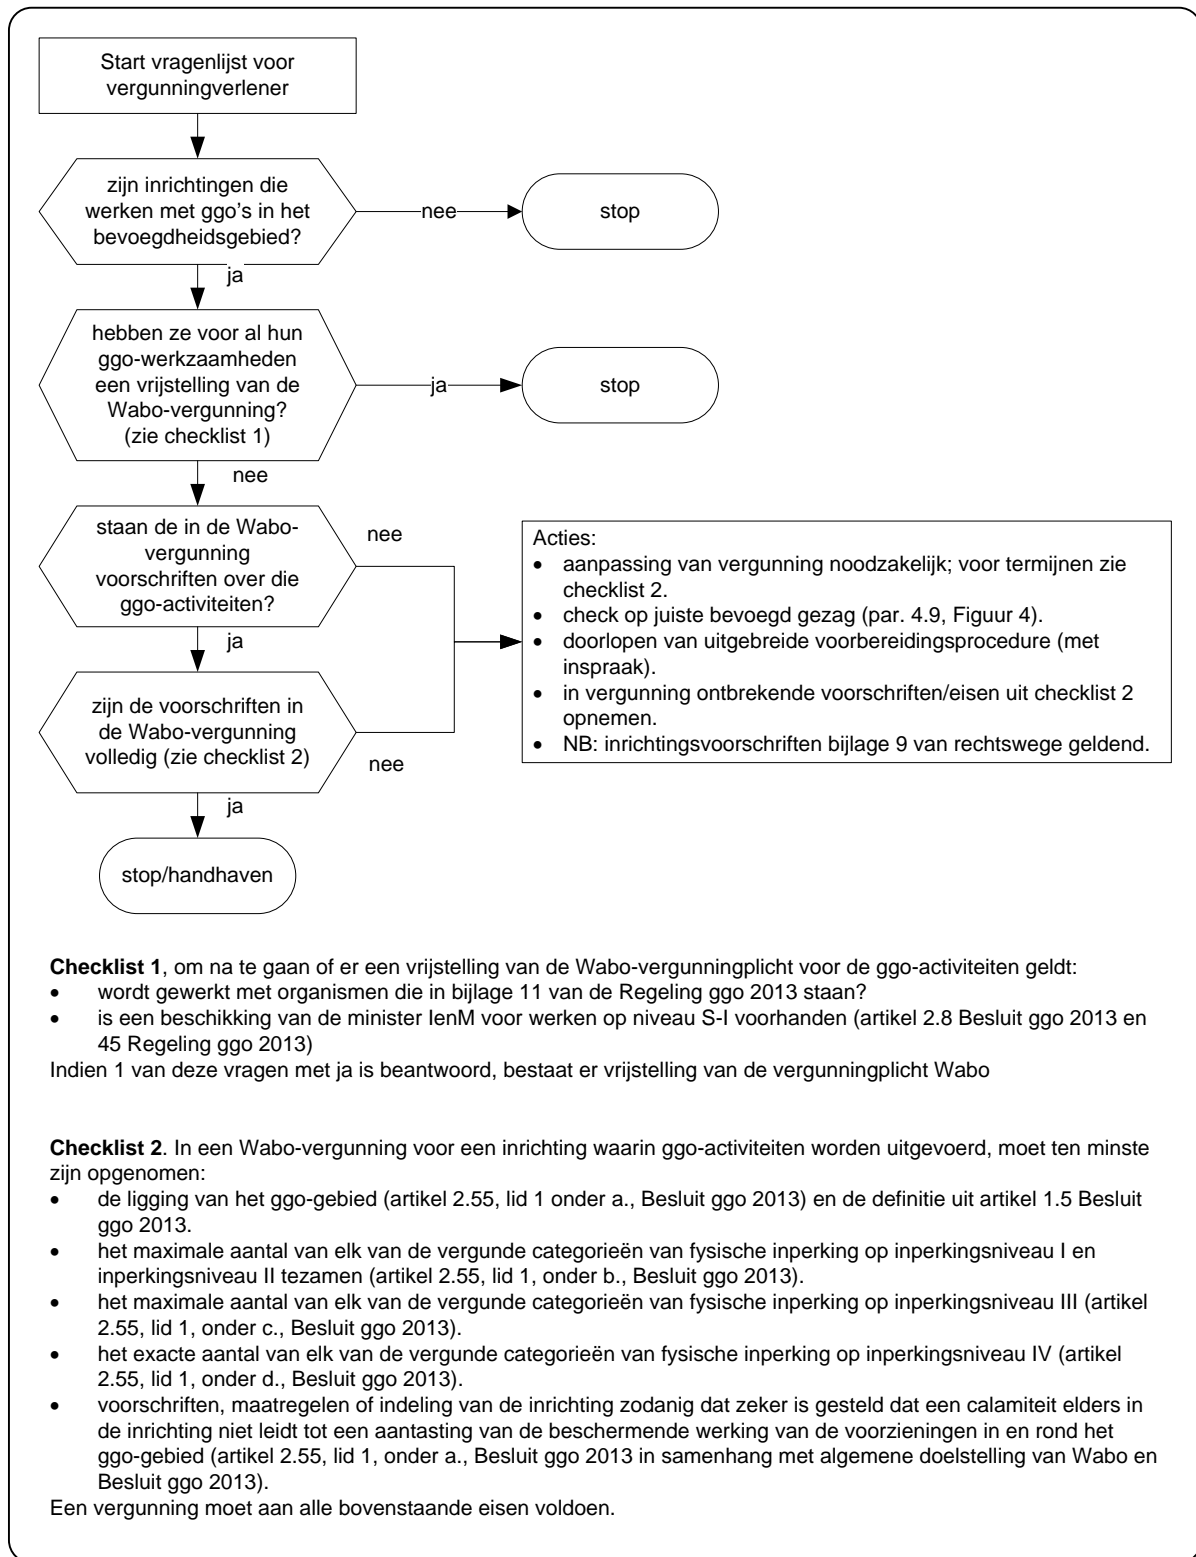 Start vragenlijst voor
vergunningverlener
zijn inrichtingen die
werken met ggo's in het
bevoegdheidsgebied?
nee
stop
ja
hebben ze voor al hun
ggo-werkzaamheden
een vrijstelling van de
Wabo-vergunning?
(zie checklist 1)
ja
stop
nee
staan de in de Wabo-
vergunning
voorschriften over die
ggo-activiteiten?
nee
ja
zijn de voorschriften in
de Wabo-vergunning
volledig (zie checklist 2)
nee
ja
stop/handhaven
Acties:
• aanpassing van vergunning noodzakelijk; voor termijnen zie
checklist 2.
• check op juiste bevoegd gezag (par. 4.9, Figuur 4).
• doorlopen van uitgebreide voorbereidingsprocedure (met
inspraak).
• in vergunning ontbrekende voorschriften/eisen uit checklist 2
opnemen.
• NB: inrichtingsvoorschriften bijlage 9 van rechtswege geldend.
Checklist 1, om na te gaan of er een vrijstelling van de Wabo-vergunningplicht voor de ggo-activiteiten geldt:
• wordt gewerkt met organismen die in bijlage 11 van de Regeling ggo 2013 staan?
• is een beschikking van de minister IenM voor werken op niveau S-I voorhanden (artikel 2.8 Besluit ggo 2013 en
45 Regeling ggo 2013)
Indien 1 van deze vragen met ja is beantwoord, bestaat er vrijstelling van de vergunningplicht Wabo
Checklist 2. In een Wabo-vergunning voor een inrichting waarin ggo-activiteiten worden uitgevoerd, moet ten minste
zijn opgenomen:
• de ligging van het ggo-gebied (artikel 2.55, lid 1 onder a., Besluit ggo 2013) en de definitie uit artikel 1.5 Besluit
ggo 2013.
• het maximale aantal van elk van de vergunde categorieën van fysische inperking op inperkingsniveau I en
inperkingsniveau II tezamen (artikel 2.55, lid 1, onder b., Besluit ggo 2013).
• het maximale aantal van elk van de vergunde categorieën van fysische inperking op inperkingsniveau III (artikel
2.55, lid 1, onder c., Besluit ggo 2013).
• het exacte aantal van elk van de vergunde categorieën van fysische inperking op inperkingsniveau IV (artikel
2.55, lid 1, onder d., Besluit ggo 2013).
• voorschriften, maatregelen of indeling van de inrichting zodanig dat zeker is gesteld dat een calamiteit elders in
de inrichting niet leidt tot een aantasting van de beschermende werking van de voorzieningen in en rond het
ggo-gebied (artikel 2.55, lid 1, onder a., Besluit ggo 2013 in samenhang met algemene doelstelling van Wabo en
Besluit ggo 2013).
Een vergunning moet aan alle bovenstaande eisen voldoen.